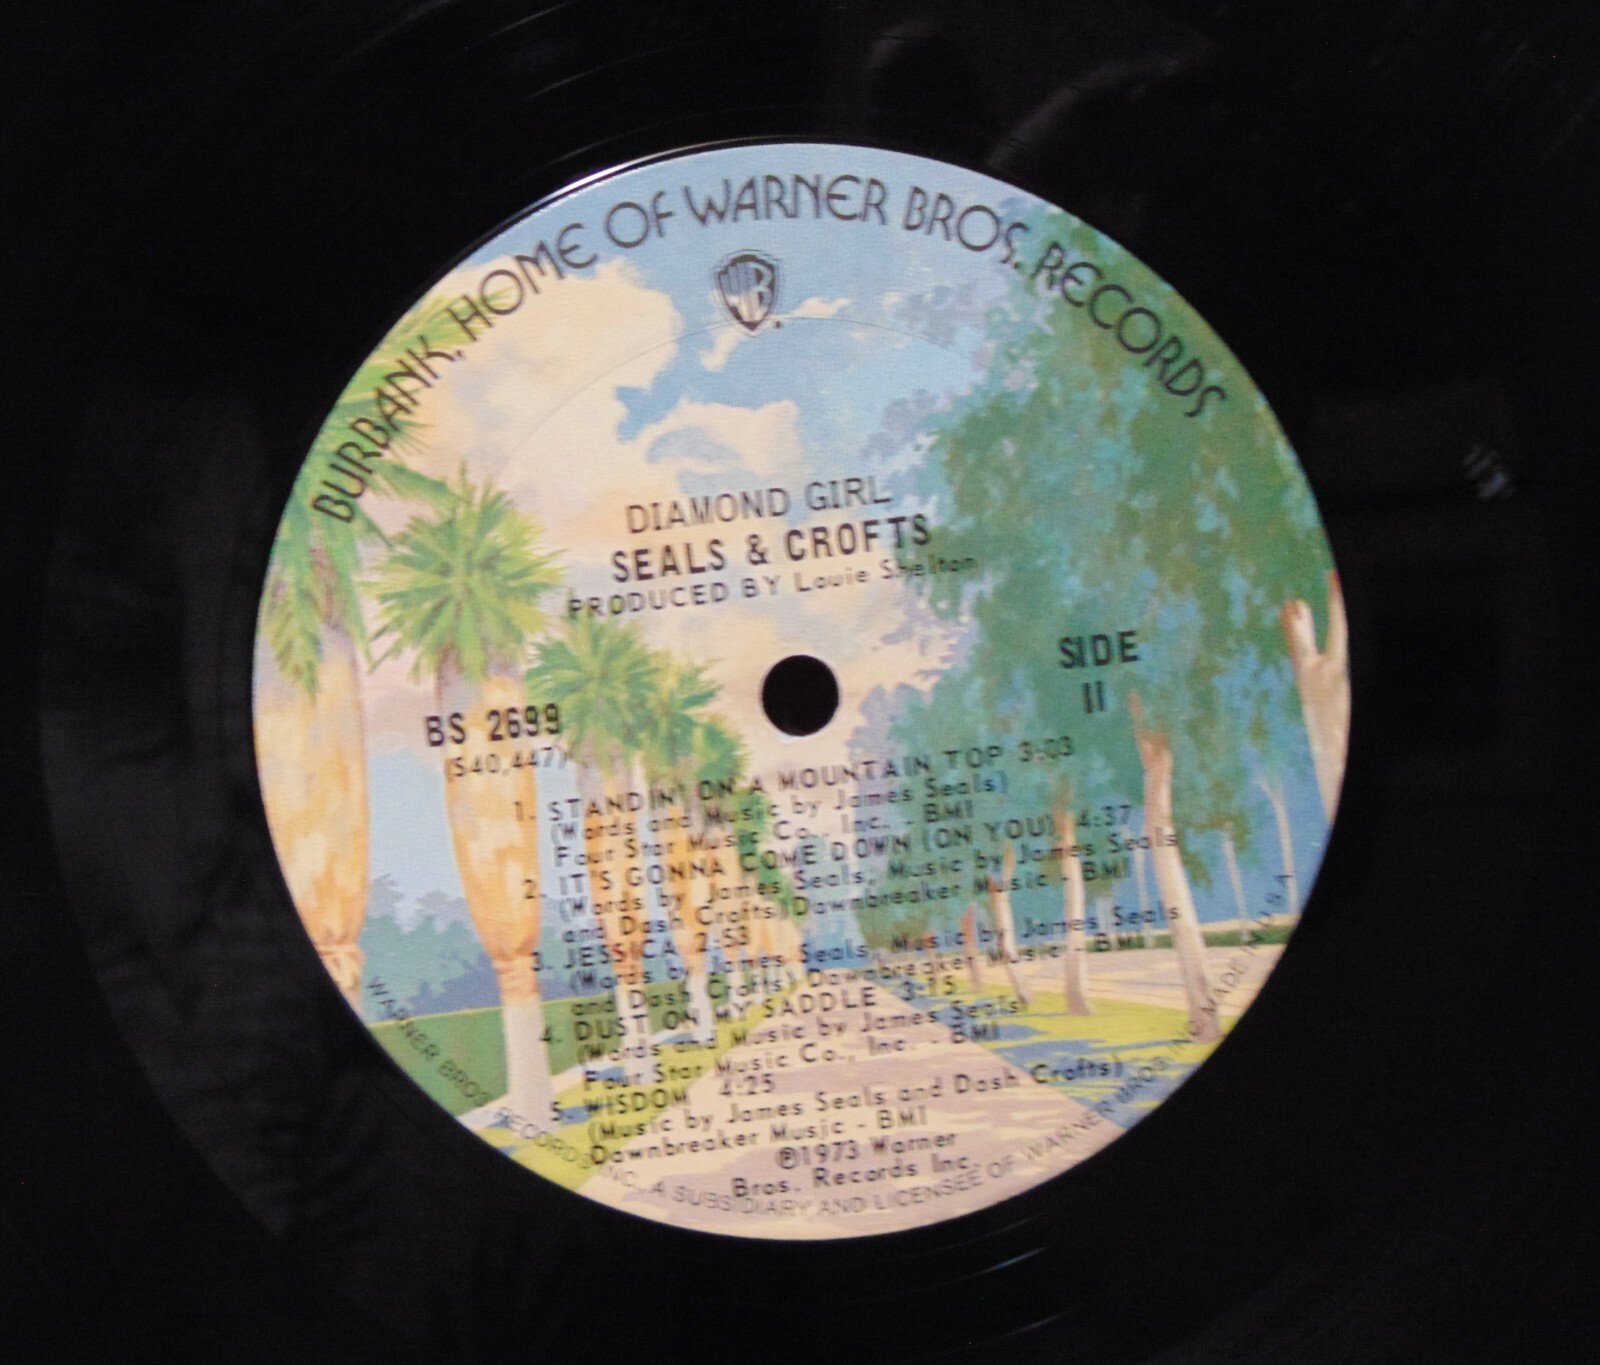 BURBANK, HOME OF WARNER BROS. RECORDS
WB
DIAMOND GIRL
SEALS & CROFTS
PRODUCED BY Louie Shelton
SIDE
II
BS 2699
(S40,447)
1. STANDIN' ON A MOUNTAIN TOP 3:03
(Words and Music by James Seals)
Four Star Music Co., Inc. - BMI
2. IT'S GONNA COME DOWN (ON YOU) 4:37
(Words by James Seals; Music by James Seals
and Dash Crofts) Dawnbreaker Music - BMI
3. JESSICA 2:53
(Words by James Seals, Music by James Seals
and Dash Crofts) Dawnbreaker Music - BMI
4. DUST ON MY SADDLE 3:15
(Words and Music by James Seals)
Four Star Music Co., Inc. - BMI
5. WISDOM 4:25
(Music by James Seals and Dash Crofts)
Dawnbreaker Music - BMI
℗1973 Warner
Bros. Records Inc.
WARNER BROS. RECORDS INC., A SUBSIDIARY AND LICENSEE OF WARNER BROS. INC. MADE IN U.S.A.